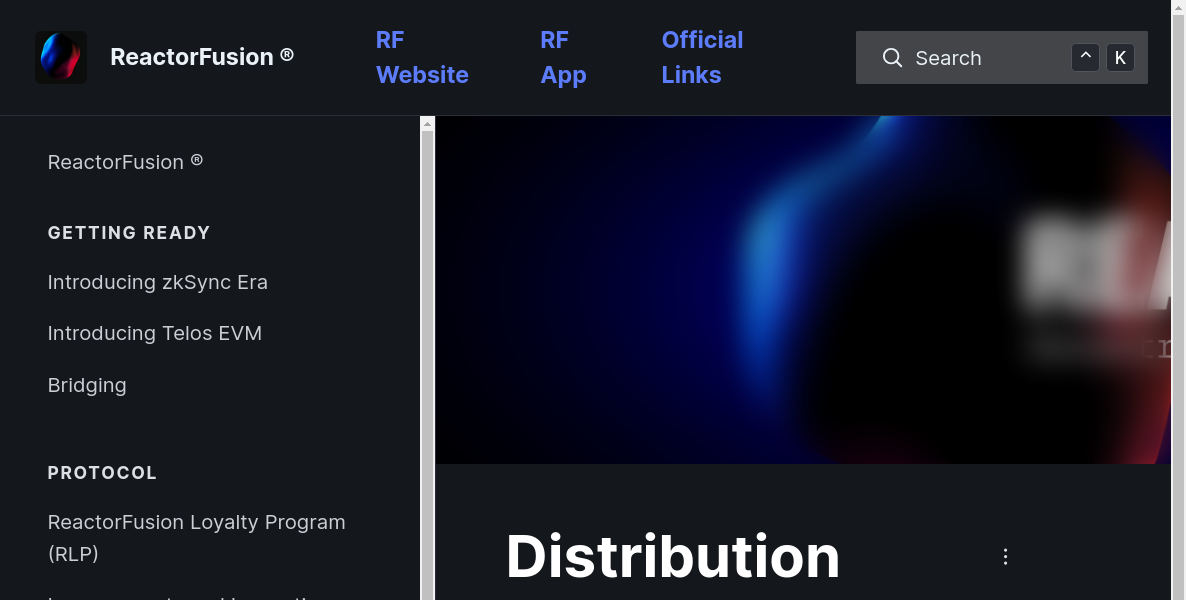 ReactorFusion ®
RF
Website
RF
App
Official
Links
Search
^
K
ReactorFusion ®
GETTING READY
Introducing zkSync Era
Introducing Telos EVM
Bridging
PROTOCOL
ReactorFusion Loyalty Program
(RLP)
Distribution